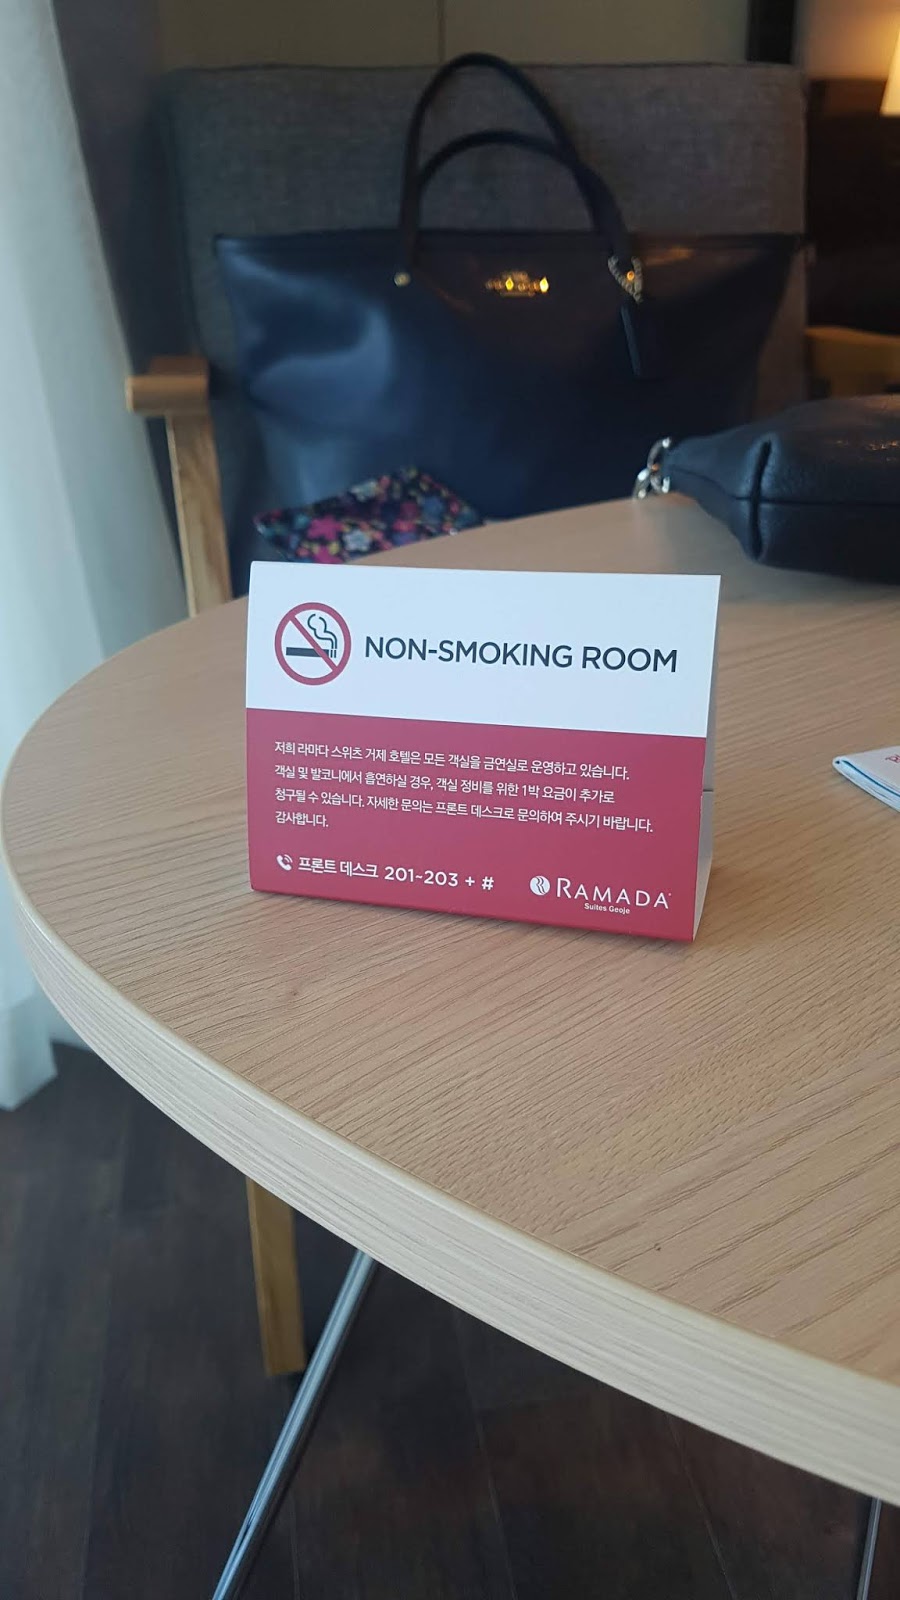 NON-SMOKING ROOM
저희 라마다 스위츠 거제 호텔은 모든 객실을 금연실로 운영하고 있습니다.
객실 및 발코니에서 흡연하실 경우, 객실 정비를 위한 1박 요금이 추가로
청구될 수 있습니다. 자세한 문의는 프론트 데스크로 문의하여 주시기 바랍니다.
감사합니다.
프론트 데스크 201~203 + #
RAMADA
Suites Geoje